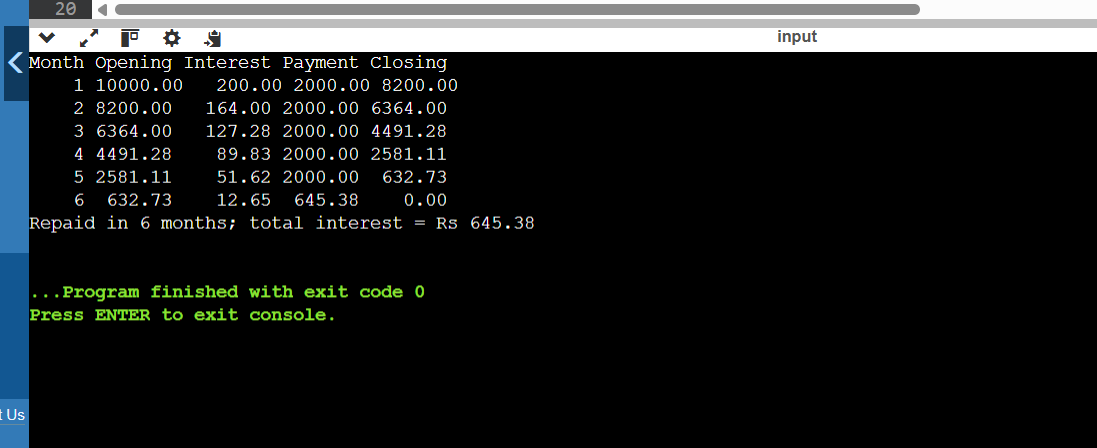 20
input
Month Opening Interest Payment Closing
    1 10000.00   200.00 2000.00 8200.00
    2 8200.00   164.00 2000.00 6364.00
    3 6364.00   127.28 2000.00 4491.28
    4 4491.28    89.83 2000.00 2581.11
    5 2581.11    51.62 2000.00  632.73
    6  632.73    12.65  645.38    0.00
Repaid in 6 months; total interest = Rs 645.38
...Program finished with exit code 0
Press ENTER to exit console.
t Us